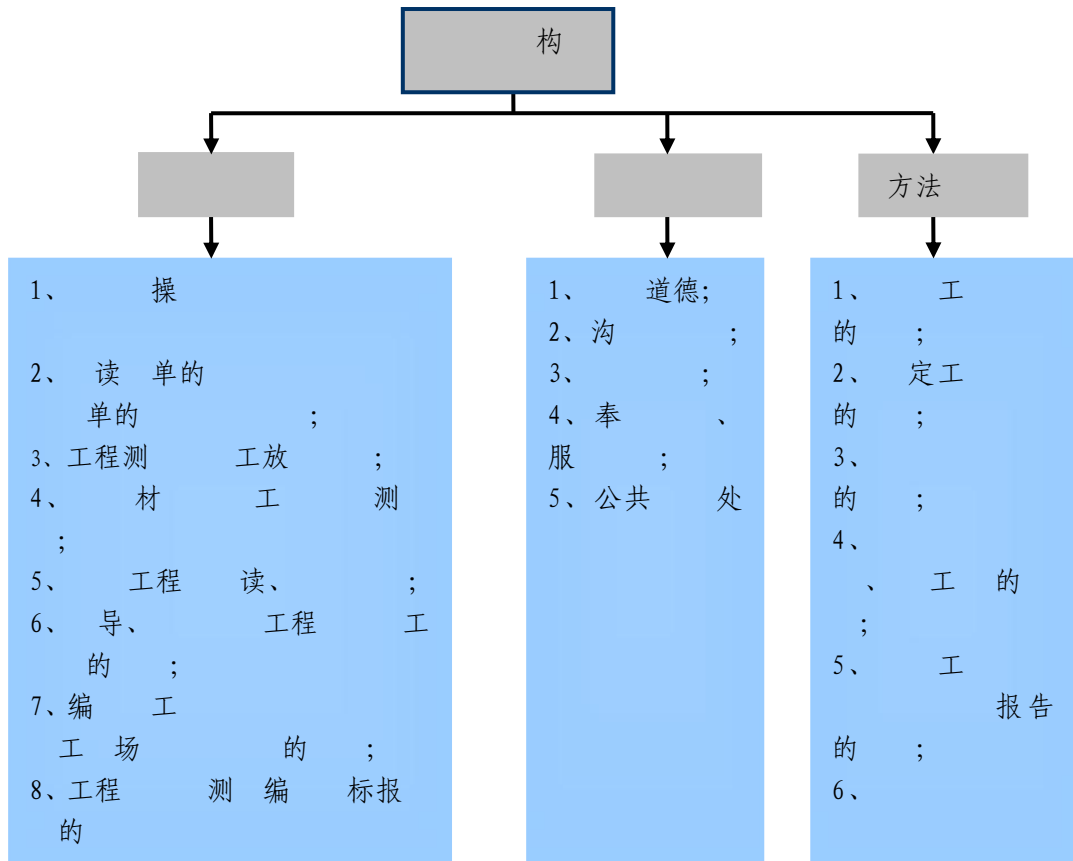 构
方法
1、 操
2、 读 单的
单的 ;
3、工程测 工放 ;
4、 材 工 测
;
5、 工程 读、 ;
6、 导、 工程 工
的 ;
7、编 工
工 场 的 ;
8、工程 测 编 标报
的
1、 道德;
2、沟 ;
3、 ;
4、奉 、
服 ;
5、公共 处
1、 工
的 ;
2、 定工
的 ;
3、
的 ;
4、
、 工 的
;
5、 工
报告
的 ;
6、